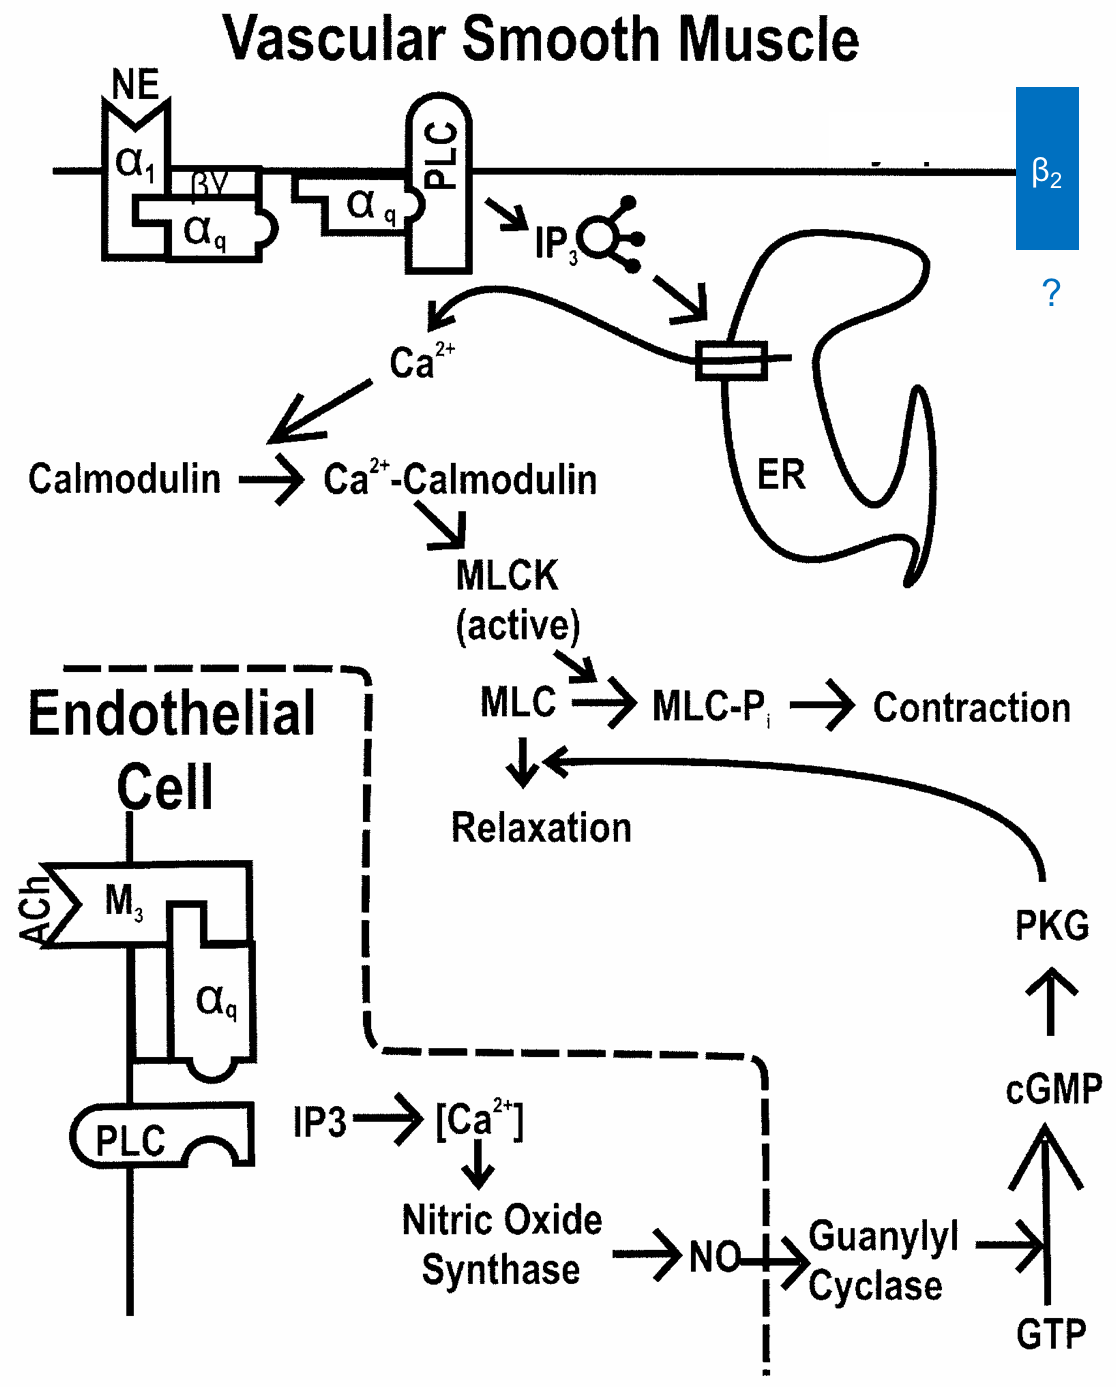 Vascular Smooth Muscle
NE
α1
βγ
αq
αq
PLC
IP3
β2
?
Ca2+
ER
Calmodulin
Ca2+-Calmodulin
MLCK
(active)
MLC
MLC-Pi
Contraction
Relaxation
Endothelial
Cell
ACh
M3
αq
PLC
IP3
[Ca2+]
Nitric Oxide
Synthase
NO
Guanylyl
Cyclase
PKG
cGMP
GTP